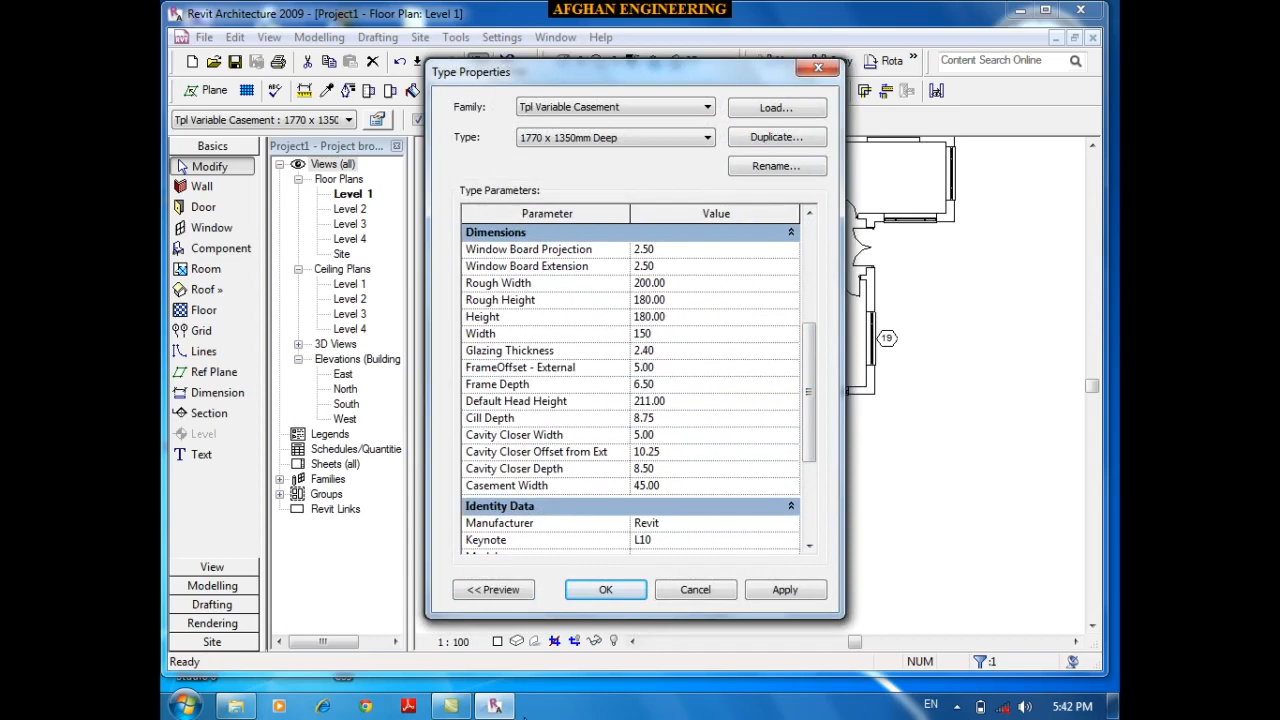 AFGHAN ENGINEERING
Revit Architecture 2009 - [Project1 - Floor Plan: Level 1]
File Edit View Modelling Drafting Site Tools Settings Window Help
Rota
Content Search Online
Plane
Tpl Variable Casement : 1770 x 135(
Basics
Modify
Wall
Door
Window
Component
Room
Roof »
Floor
Grid
Lines
Ref Plane
Dimension
Section
Level
Text
View
Modelling
Drafting
Rendering
Site
Project1 - Project bro...
Views (all)
Floor Plans
Level 1
Level 2
Level 3
Level 4
Site
Ceiling Plans
Level 1
Level 2
Level 3
Level 4
3D Views
Elevations (Building
East
North
South
West
Legends
Schedules/Quantitie
Sheets (all)
Families
Groups
Revit Links
Type Properties
Family: Tpl Variable Casement Load...
Type: 1770 x 1350mm Deep Duplicate...
Rename...
Type Parameters:
Parameter Value
Dimensions
Window Board Projection 2.50
Window Board Extension 2.50
Rough Width 200.00
Rough Height 180.00
Height 180.00
Width 150
Glazing Thickness 2.40
FrameOffset - External 5.00
Frame Depth 6.50
Default Head Height 211.00
Cill Depth 8.75
Cavity Closer Width 5.00
Cavity Closer Offset from Ext 10.25
Cavity Closer Depth 8.50
Casement Width 45.00
Identity Data
Manufacturer Revit
Keynote L10
<< Preview OK Cancel Apply
19
1 : 100
Ready NUM :1
EN 5:42 PM